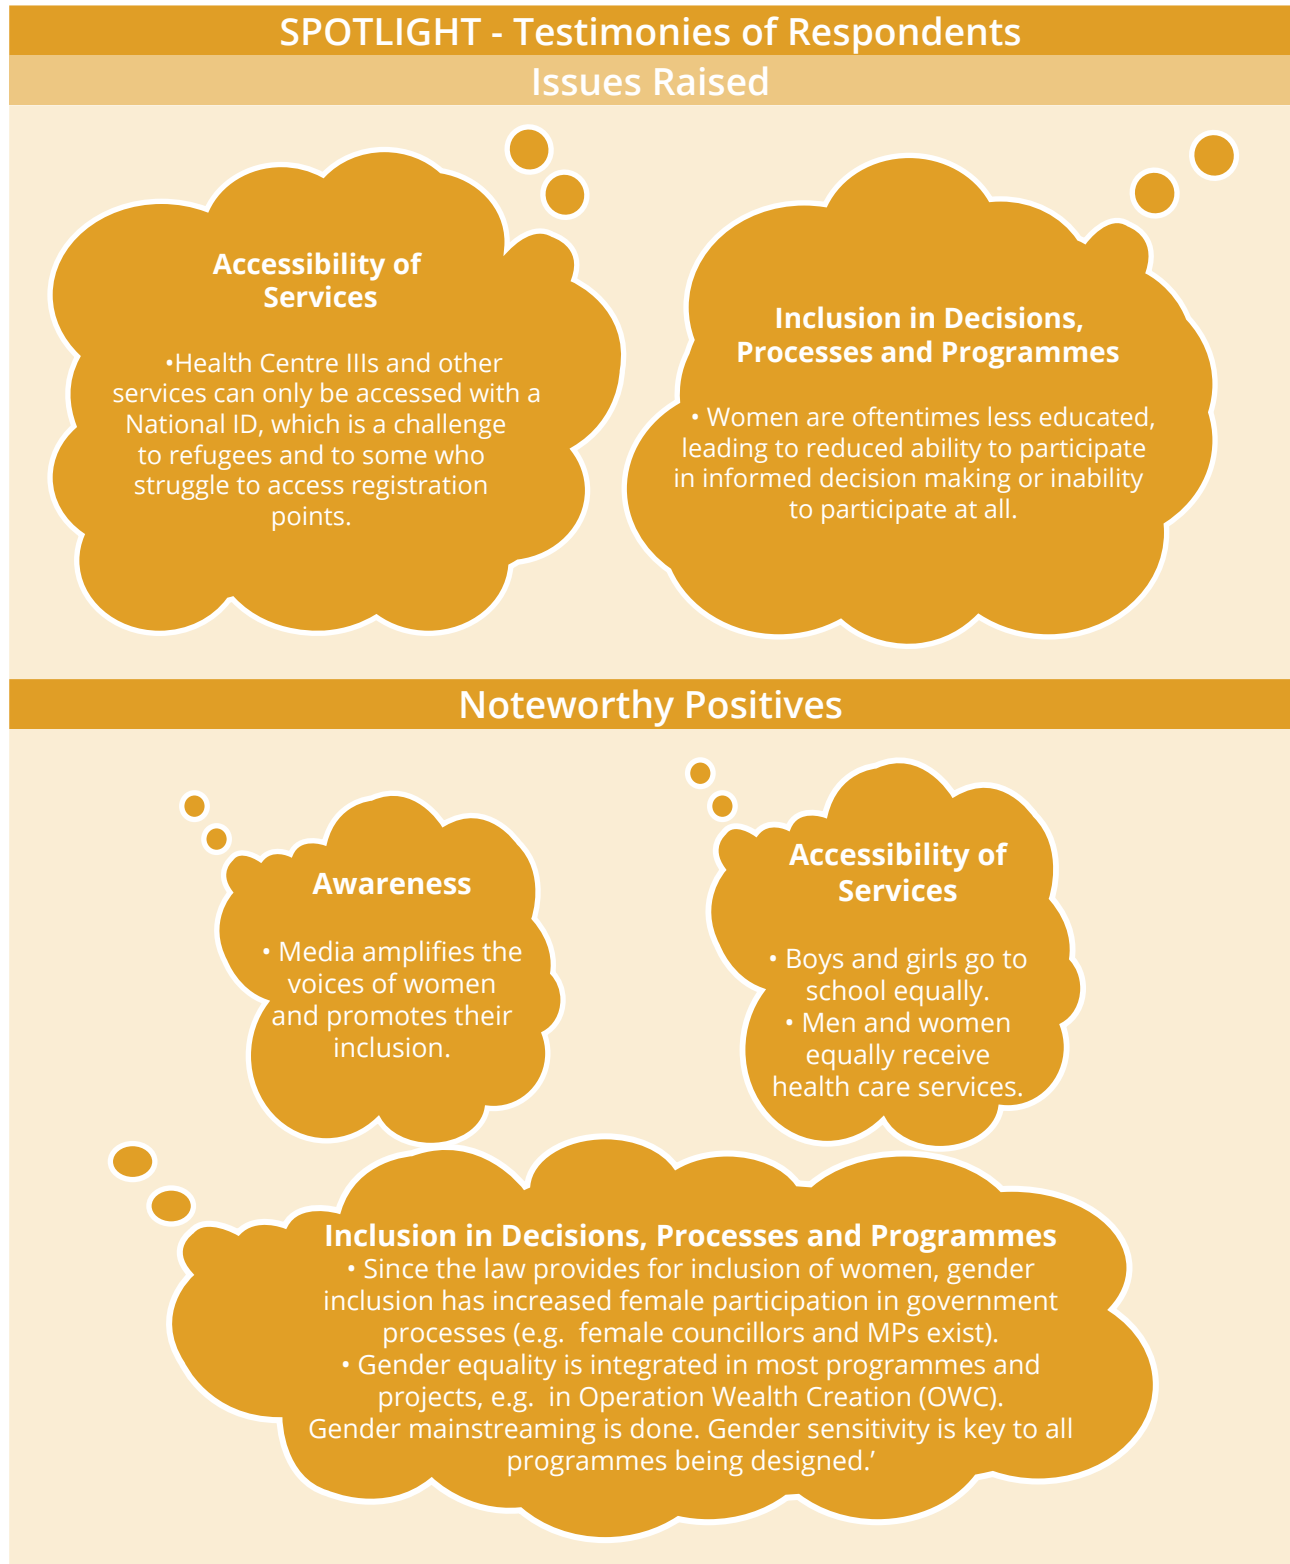 SPOTLIGHT - Testimonies of Respondents
Issues Raised
Accessibility of
Services
•Health Centre IIIs and other
services can only be accessed with a
National ID, which is a challenge
to refugees and to some who
struggle to access registration
points.
Inclusion in Decisions,
Processes and Programmes
• Women are oftentimes less educated,
leading to reduced ability to participate
in informed decision making or inability
to participate at all.
Noteworthy Positives
Awareness
• Media amplifies the
voices of women
and promotes their
inclusion.
Accessibility of
Services
• Boys and girls go to
school equally.
• Men and women
equally receive
health care services.
Inclusion in Decisions, Processes and Programmes
• Since the law provides for inclusion of women, gender
inclusion has increased female participation in government
processes (e.g. female councillors and MPs exist).
• Gender equality is integrated in most programmes and
projects, e.g. in Operation Wealth Creation (OWC).
Gender mainstreaming is done. Gender sensitivity is key to all
programmes being designed.’